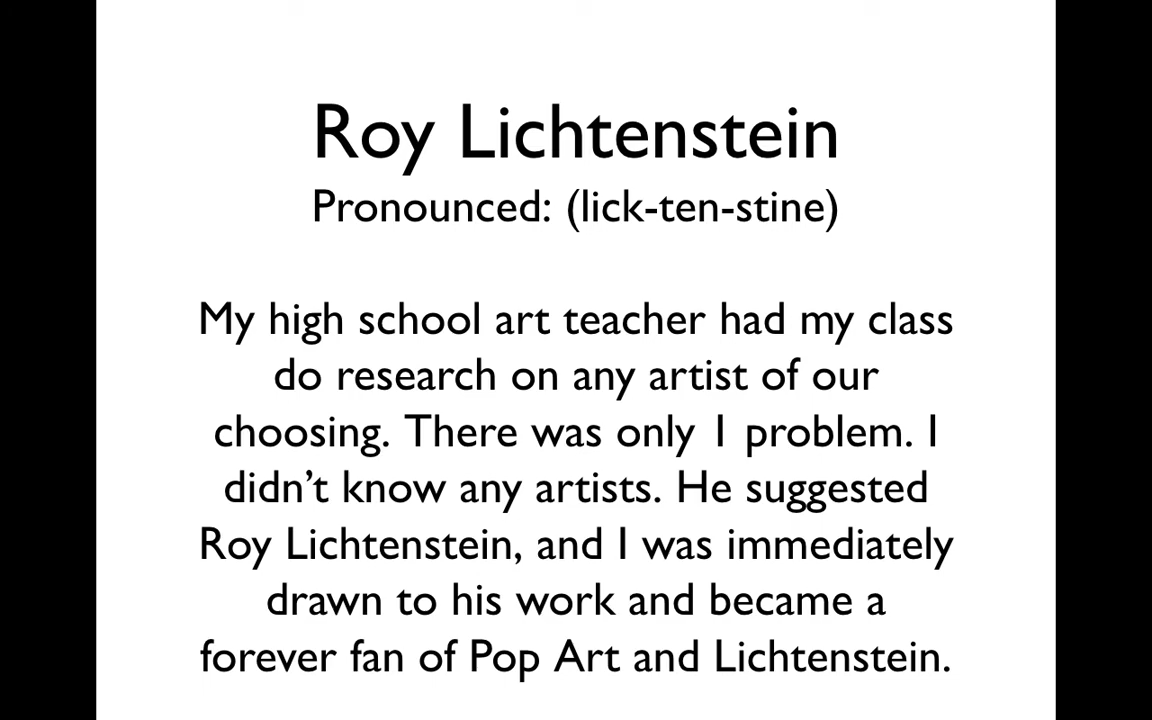 Roy Lichtenstein
Pronounced: (lick-ten-stine)
My high school art teacher had my class
do research on any artist of our
choosing. There was only 1 problem. I
didn’t know any artists. He suggested
Roy Lichtenstein, and I was immediately
drawn to his work and became a
forever fan of Pop Art and Lichtenstein.